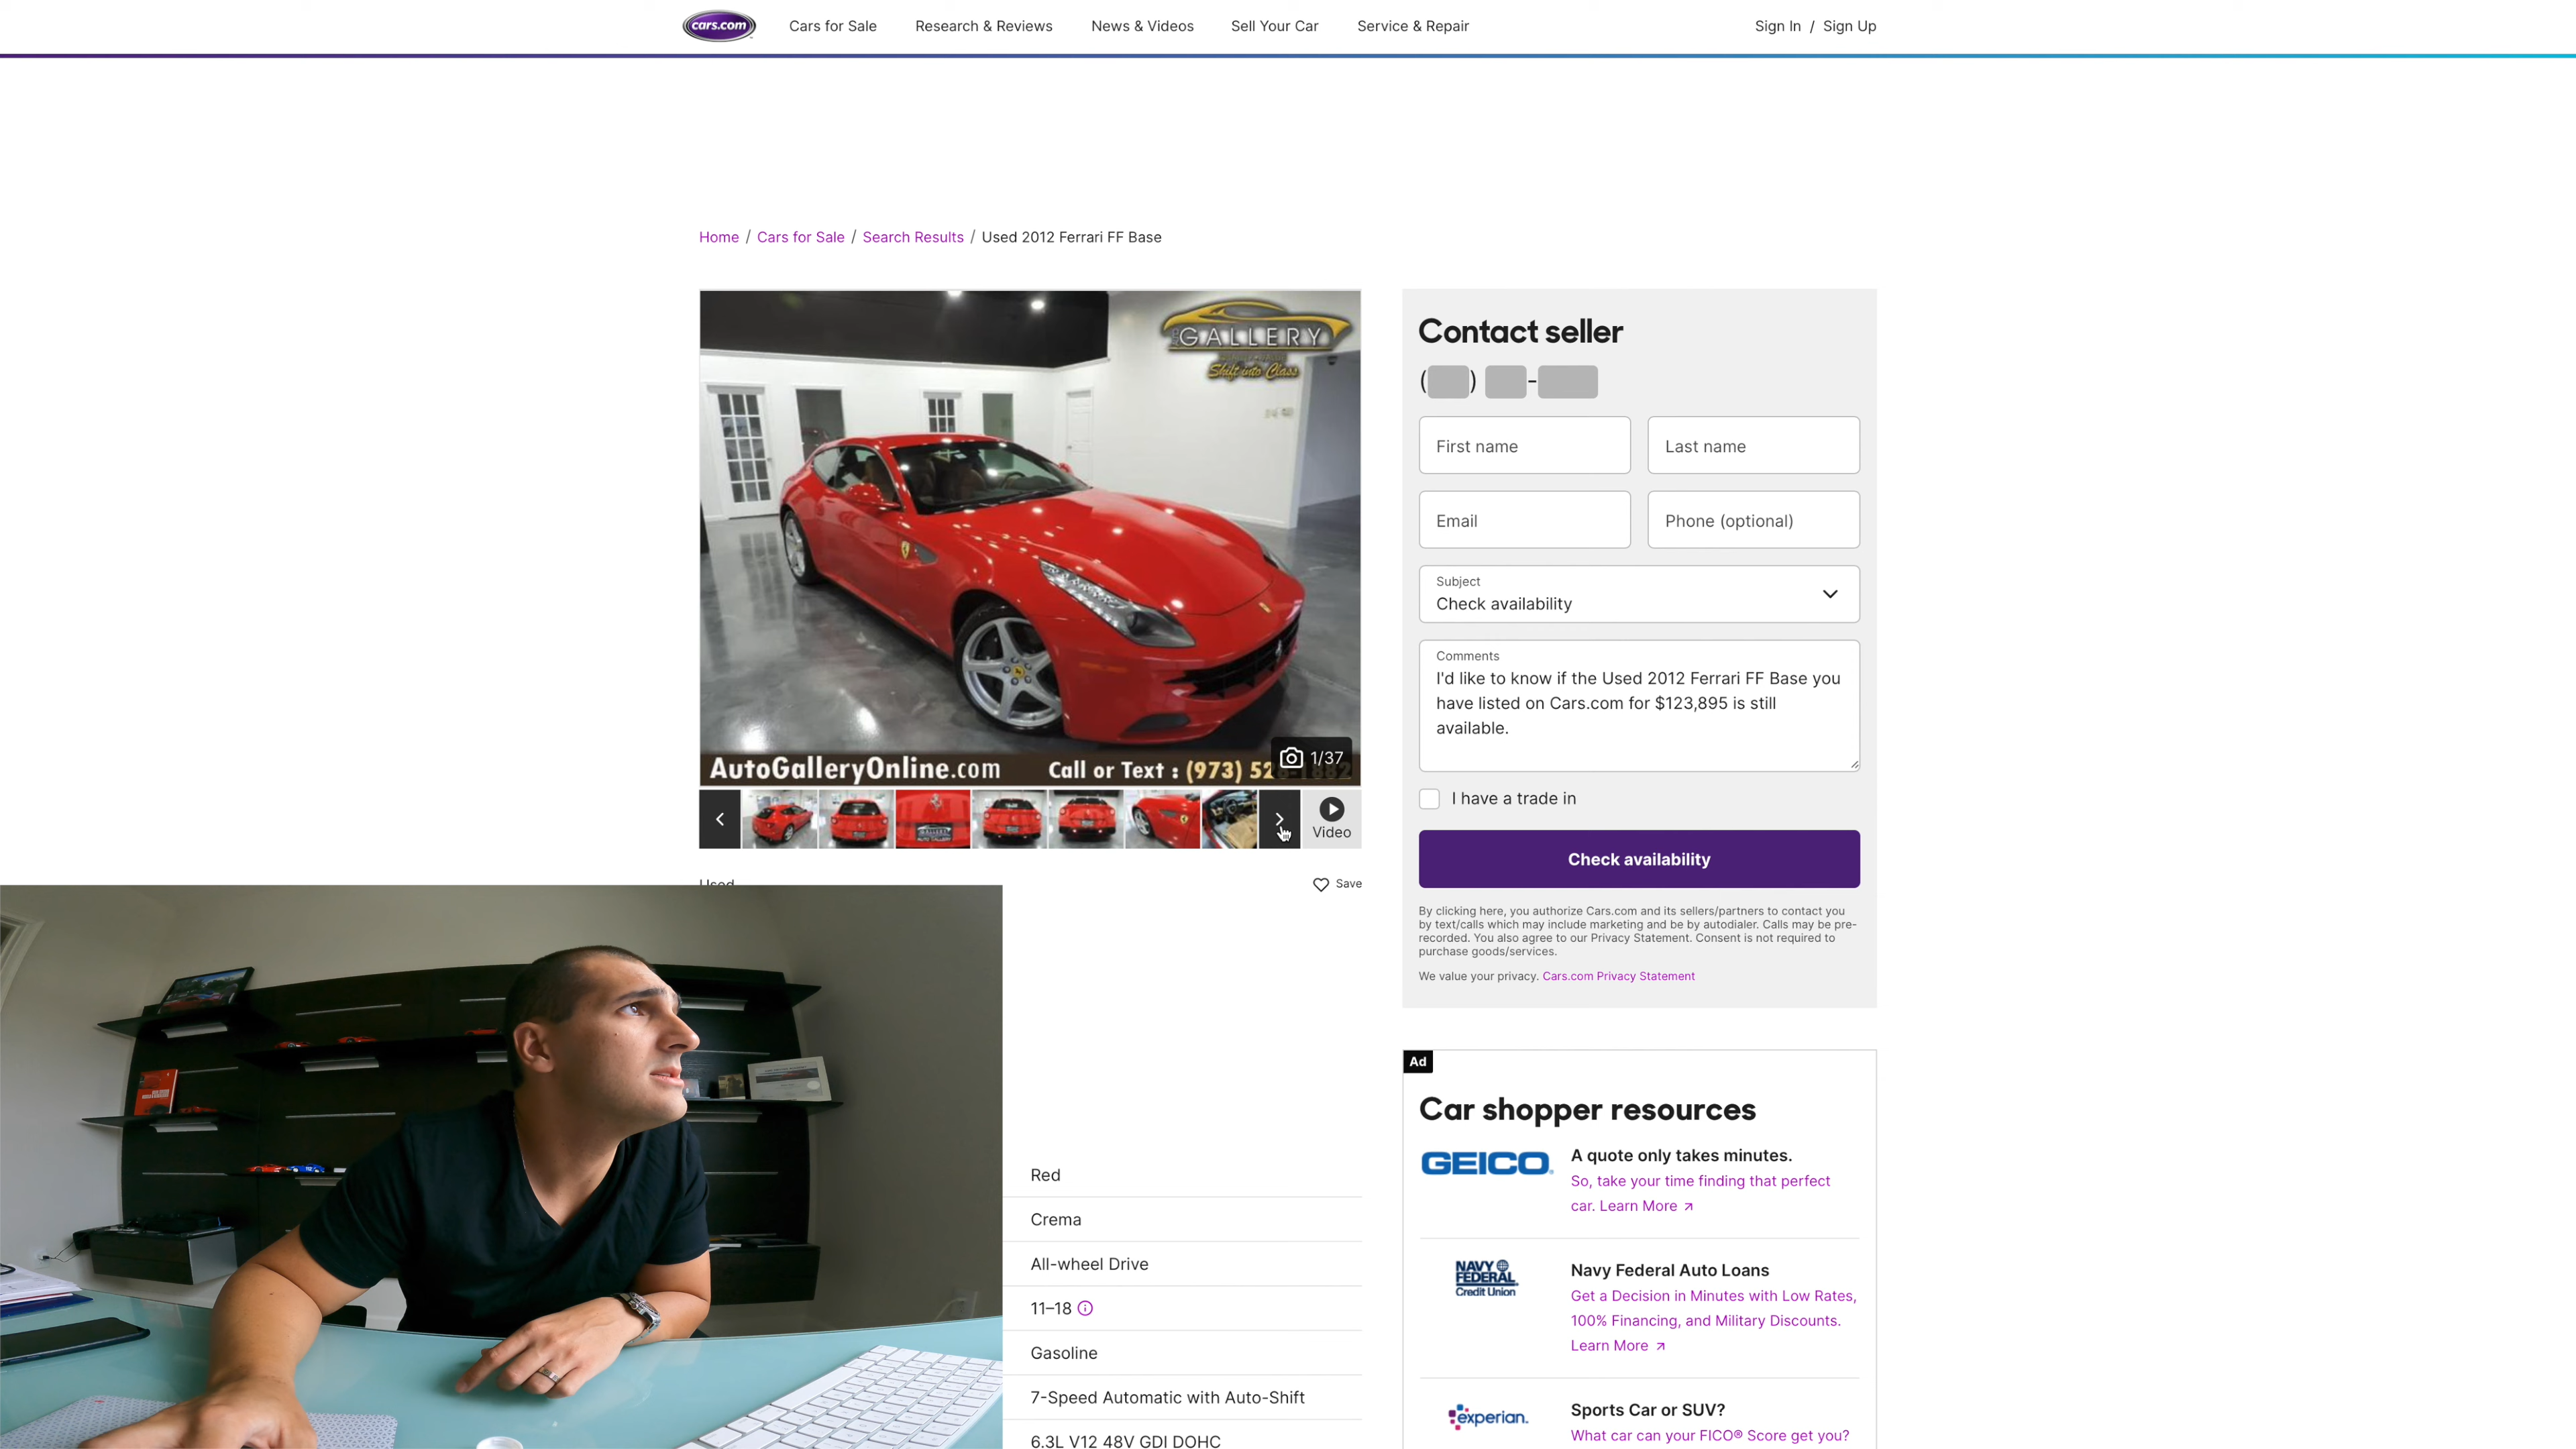 cars.com
Cars for Sale
Research & Reviews
News & Videos
Sell Your Car
Service & Repair
Sign In / Sign Up
Home / Cars for Sale / Search Results / Used 2012 Ferrari FF Base
GALLERY
Shift into Class
AutoGalleryOnline.com
Call or Text : (973) 52
1/37
Video
Used
Save
Red
Crema
All-wheel Drive
11–18
Gasoline
7-Speed Automatic with Auto-Shift
6.3L V12 48V GDI DOHC
Contact seller
( ) -
First name
Last name
Email
Phone (optional)
Subject
Check availability
Comments
I'd like to know if the Used 2012 Ferrari FF Base you
have listed on Cars.com for $123,895 is still
available.
I have a trade in
Check availability
By clicking here, you authorize Cars.com and its sellers/partners to contact you
by text/calls which may include marketing and be by autodialer. Calls may be pre-
recorded. You also agree to our Privacy Statement. Consent is not required to
purchase goods/services.
We value your privacy. Cars.com Privacy Statement
Ad
Car shopper resources
GEICO
A quote only takes minutes.
So, take your time finding that perfect
car. Learn More
NAVY
FEDERAL
Credit Union
Navy Federal Auto Loans
Get a Decision in Minutes with Low Rates,
100% Financing, and Military Discounts.
Learn More
experian.
Sports Car or SUV?
What car can your FICO® Score get you?